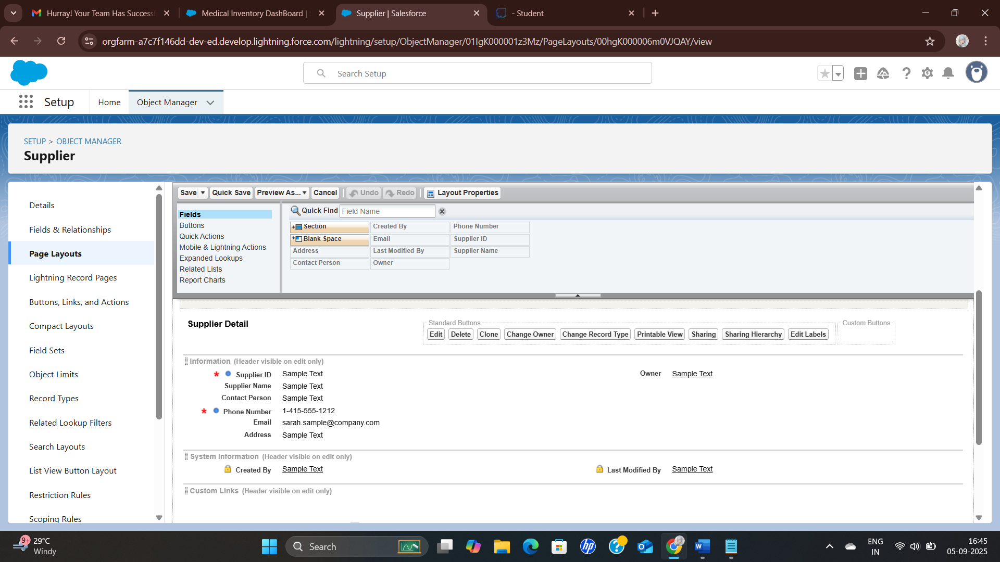 Hurray! Your Team Has Success
Medical Inventory DashBoard |
Supplier | Salesforce
- Student
orgfarm-a7c7f146dd-dev-ed.develop.lightning.force.com/lightning/setup/ObjectManager/01IgK000001z3Mz/PageLayouts/00hgK000006m0VJQAY/view
Search Setup
Setup
Home
Object Manager
SETUP > OBJECT MANAGER
Supplier
Details
Fields & Relationships
Page Layouts
Lightning Record Pages
Buttons, Links, and Actions
Compact Layouts
Field Sets
Object Limits
Record Types
Related Lookup Filters
Search Layouts
List View Button Layout
Restriction Rules
Scoping Rules
Save
Quick Save
Preview As...
Cancel
Undo
Redo
Layout Properties
Fields
Buttons
Quick Actions
Mobile & Lightning Actions
Expanded Lookups
Related Lists
Report Charts
Quick Find Field Name
Section Created By Phone Number
Blank Space Email Supplier ID
Address Last Modified By Supplier Name
Contact Person Owner
Supplier Detail
Standard Buttons
Edit Delete Clone Change Owner Change Record Type Printable View Sharing Sharing Hierarchy Edit Labels
Custom Buttons
Information (Header visible on edit only)
* Supplier ID Sample Text Owner Sample Text
Supplier Name Sample Text
Contact Person Sample Text
* Phone Number 1-415-555-1212
Email sarah.sample@company.com
Address Sample Text
System Information (Header visible on edit only)
Created By Sample Text Last Modified By Sample Text
Custom Links (Header visible on edit only)
9+
29°C
Windy
Search
ENG
IN
16:45
05-09-2025